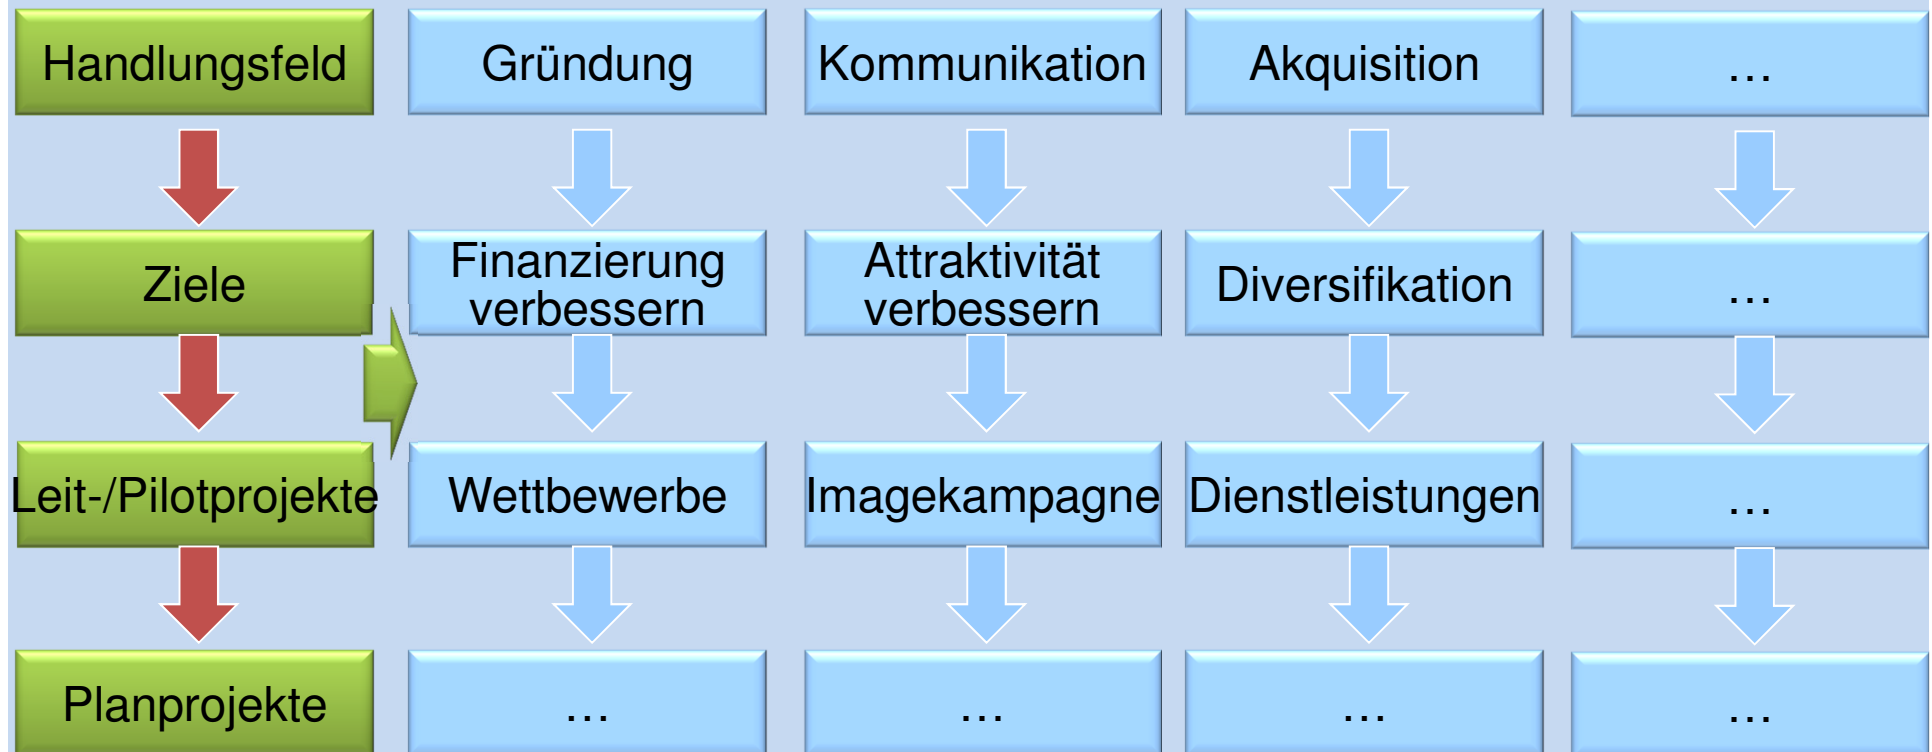 Handlungsfeld
Gründung
Kommunikation
Akquisition
...
Ziele
Finanzierung
verbessern
Attraktivität
verbessern
Diversifikation
...
Leit-/Pilotprojekte
Wettbewerbe
Imagekampagne
Dienstleistungen
...
Planprojekte
...
...
...
...